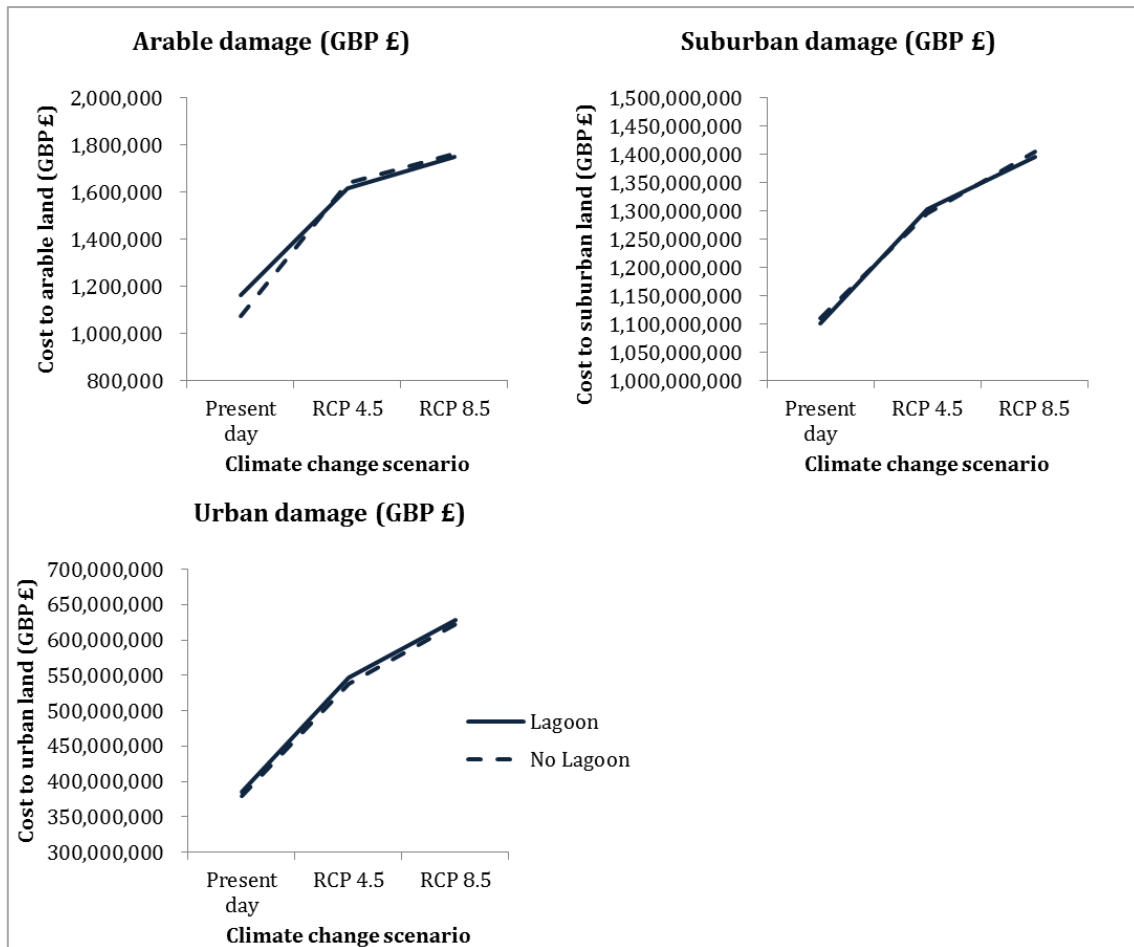 Arable damage (GBP £)
Cost to arable land (GBP £)
2,000,000
1,800,000
1,600,000
1,400,000
1,200,000
1,000,000
800,000
Present
day
RCP 4.5
RCP 8.5
Climate change scenario
Suburban damage (GBP £)
Cost to suburban land (GBP £)
1,500,000,000
1,450,000,000
1,400,000,000
1,350,000,000
1,300,000,000
1,250,000,000
1,200,000,000
1,150,000,000
1,100,000,000
1,050,000,000
1,000,000,000
Present
day
RCP 4.5
RCP 8.5
Climate change scenario
Urban damage (GBP £)
Cost to urban land (GBP £)
700,000,000
650,000,000
600,000,000
550,000,000
500,000,000
450,000,000
400,000,000
350,000,000
300,000,000
Present
day
RCP 4.5
RCP 8.5
Climate change scenario
Lagoon
No Lagoon